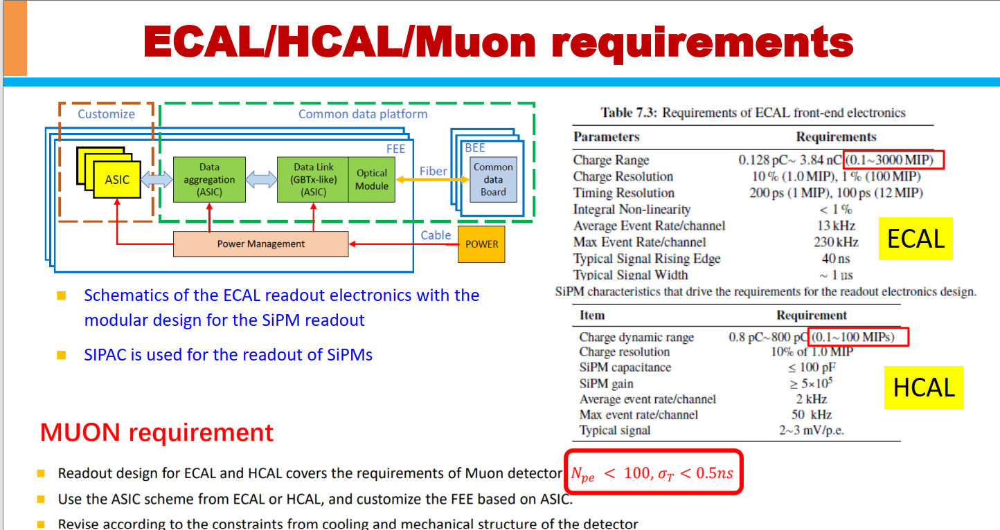 ECAL/HCAL/Muon requirements
Customize
Common data platform
FEE
BEE
ASIC
Data
aggregation
(ASIC)
Data Link
(GBTx-like)
(ASIC)
Optical
Module
Fiber
Common
data
Board
Power Management
Cable
POWER
Schematics of the ECAL readout electronics with the
modular design for the SiPM readout
SIPAC is used for the readout of SiPMs
Table 7.3: Requirements of ECAL front-end electronics
Parameters Requirements
Charge Range 0.128 pC~ 3.84 nC (0.1~3000 MIP)
Charge Resolution 10 % (1.0 MIP), 1 % (100 MIP)
Timing Resolution 200 ps (1 MIP), 100 ps (12 MIP)
Integral Non-linearity < 1 %
Average Event Rate/channel 13 kHz
Max Event Rate/channel 230 kHz
Typical Signal Rising Edge 40 ns
Typical Signal Width ~ 1 µs
ECAL
SiPM characteristics that drive the requirements for the readout electronics design.
Item Requirement
Charge dynamic range 0.8 pC~800 pC (0.1~100 MIPs)
Charge resolution 10% of 1.0 MIP
SiPM capacitance ≤ 100 pF
SiPM gain ≥ 5×10⁵
Average event rate/channel 2 kHz
Max event rate/channel 50 kHz
Typical signal 2~3 mV/p.e.
HCAL
MUON requirement
Readout design for ECAL and HCAL covers the requirements of Muon detector N_pe < 100, σ_T < 0.5ns
Use the ASIC scheme from ECAL or HCAL, and customize the FEE based on ASIC.
Revise according to the constraints from cooling and mechanical structure of the detector